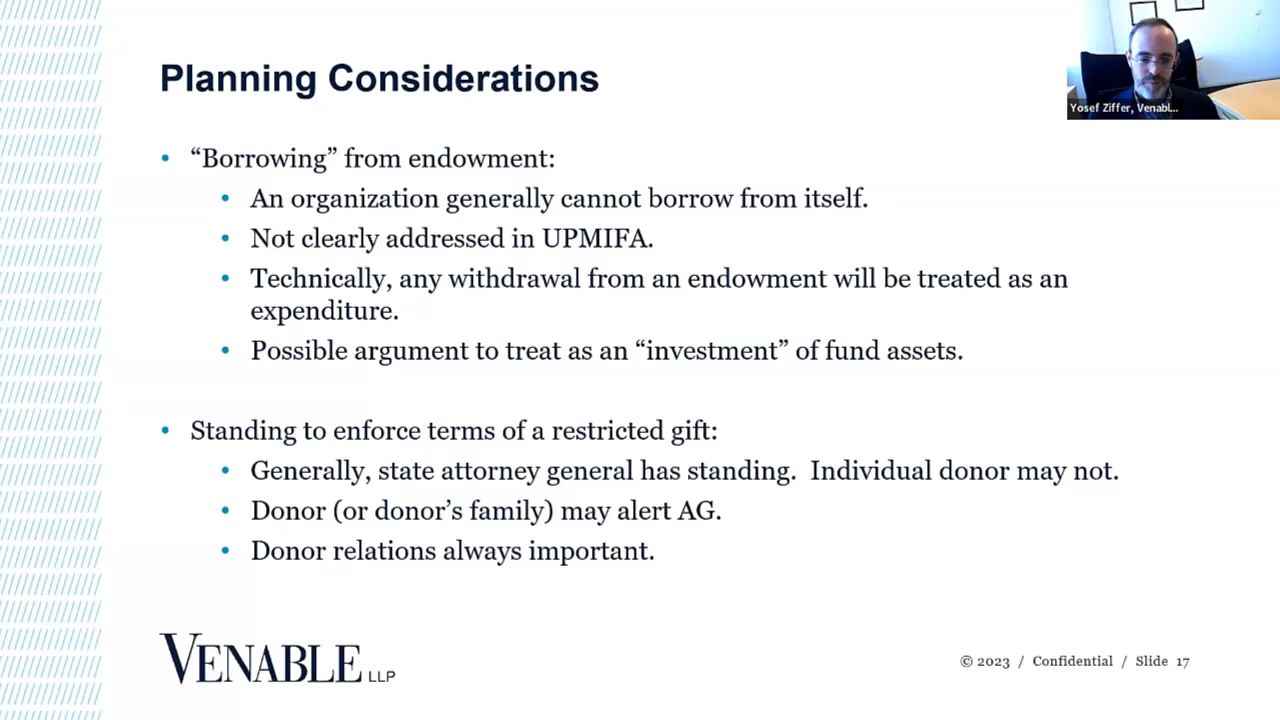 Planning Considerations
Yosef Ziffer, Venabl...
• “Borrowing” from endowment:
• An organization generally cannot borrow from itself.
• Not clearly addressed in UPMIFA.
• Technically, any withdrawal from an endowment will be treated as an
expenditure.
• Possible argument to treat as an “investment” of fund assets.
• Standing to enforce terms of a restricted gift:
• Generally, state attorney general has standing.  Individual donor may not.
• Donor (or donor’s family) may alert AG.
• Donor relations always important.
VENABLE LLP
© 2023 / Confidential / Slide 17